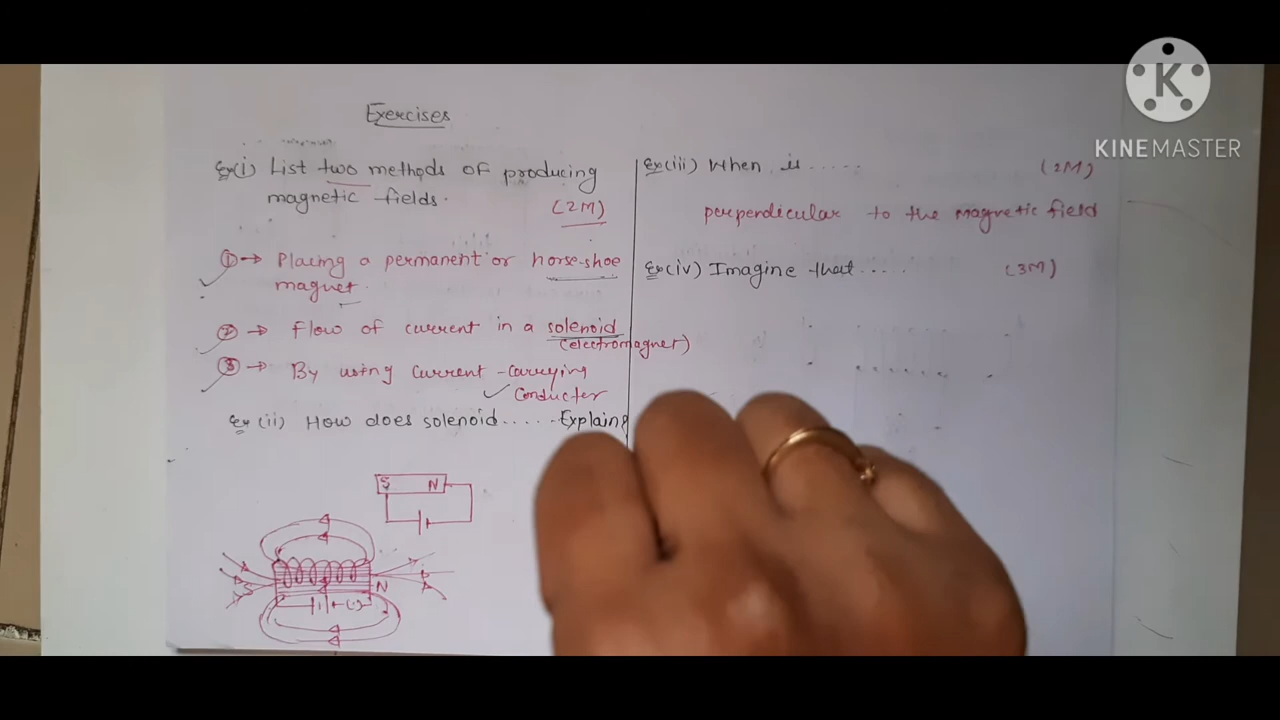 Exercises
Ex(i) List two methods of producing
magnetic fields.
(2M)
① → Placing a permanent or horse-shoe
magnet.
② → Flow of current in a solenoid
(electromagnet)
③ → By using current-carrying
conductor
Ex(ii) How does solenoid..... Explain
S N
S N
Ex(iii) When is ..... (2M)
perpendicular to the magnetic field
Ex(iv) Imagine that.... (3M)
K
KINEMASTER